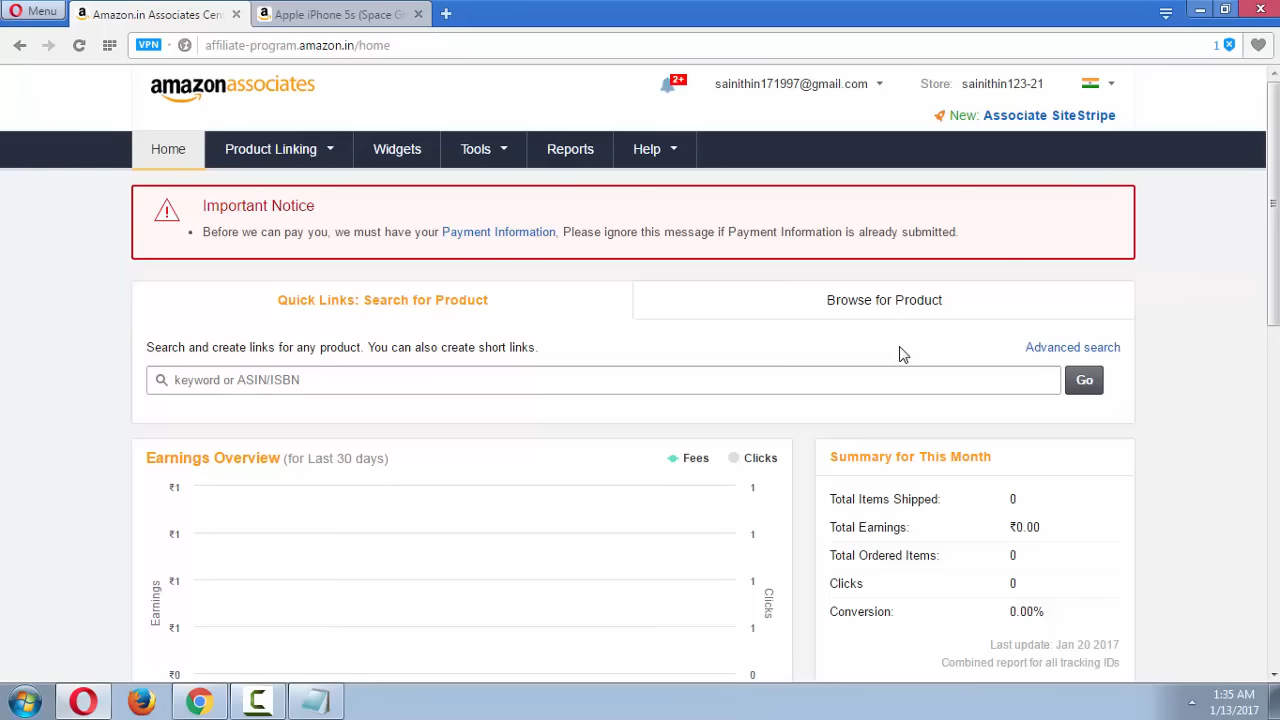 Menu
Amazon.in Associates Cen
Apple iPhone 5s (Space G
VPN
affiliate-program.amazon.in/home
1
amazonassociates
2+
sainithin171997@gmail.com
Store: sainithin123-21
New: Associate SiteStripe
Home
Product Linking
Widgets
Tools
Reports
Help
Important Notice
• Before we can pay you, we must have your Payment Information, Please ignore this message if Payment Information is already submitted.
Quick Links: Search for Product
Browse for Product
Search and create links for any product. You can also create short links.
Advanced search
keyword or ASIN/ISBN
Go
Earnings Overview (for Last 30 days)
Fees
Clicks
₹1
₹1
₹1
₹1
₹0
Earnings
1
1
1
1
0
Clicks
Summary for This Month
Total Items Shipped: 0
Total Earnings: ₹0.00
Total Ordered Items: 0
Clicks 0
Conversion: 0.00%
Last update: Jan 20 2017
Combined report for all tracking IDs
1:35 AM
1/13/2017